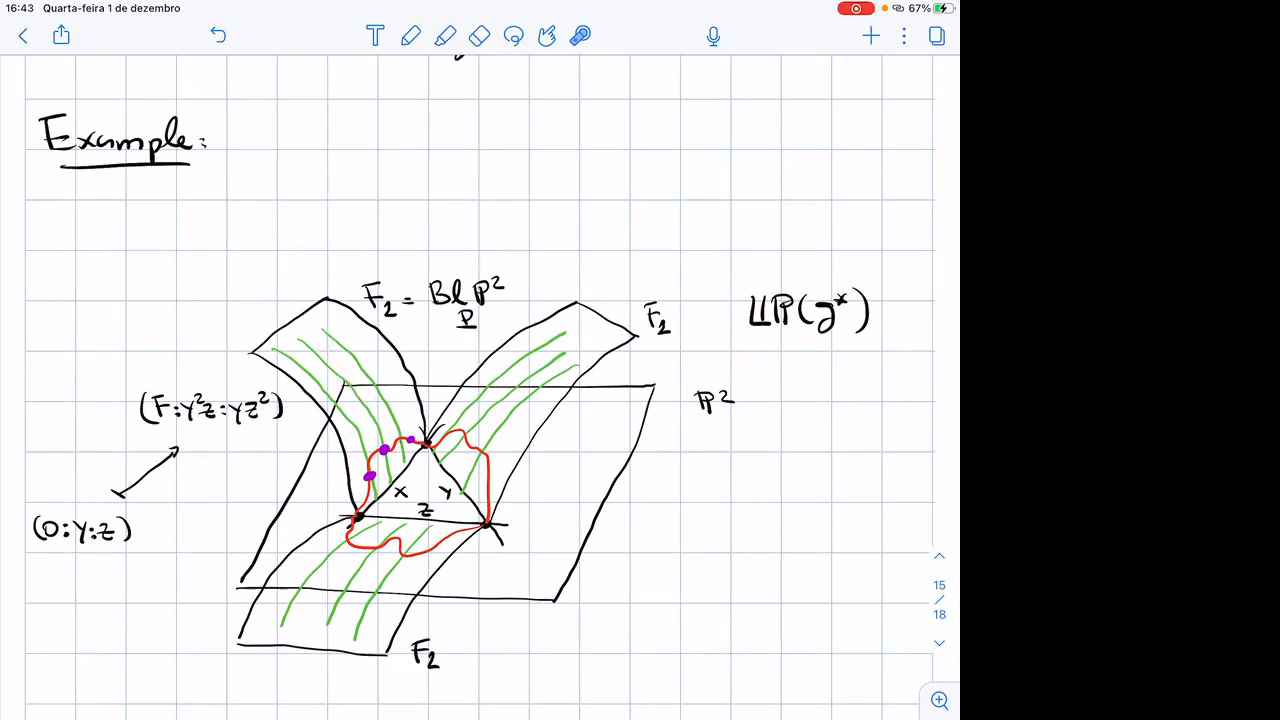 16:43 Quarta-feira 1 de dezembro
67%
Example:
F₂ = Bl_P ℙ²
F₂
⊔ℙ(g*)
(F:y²z:yz²)
ℙ²
X
Y
Z
(0:y:z)
F₂
15
/
18